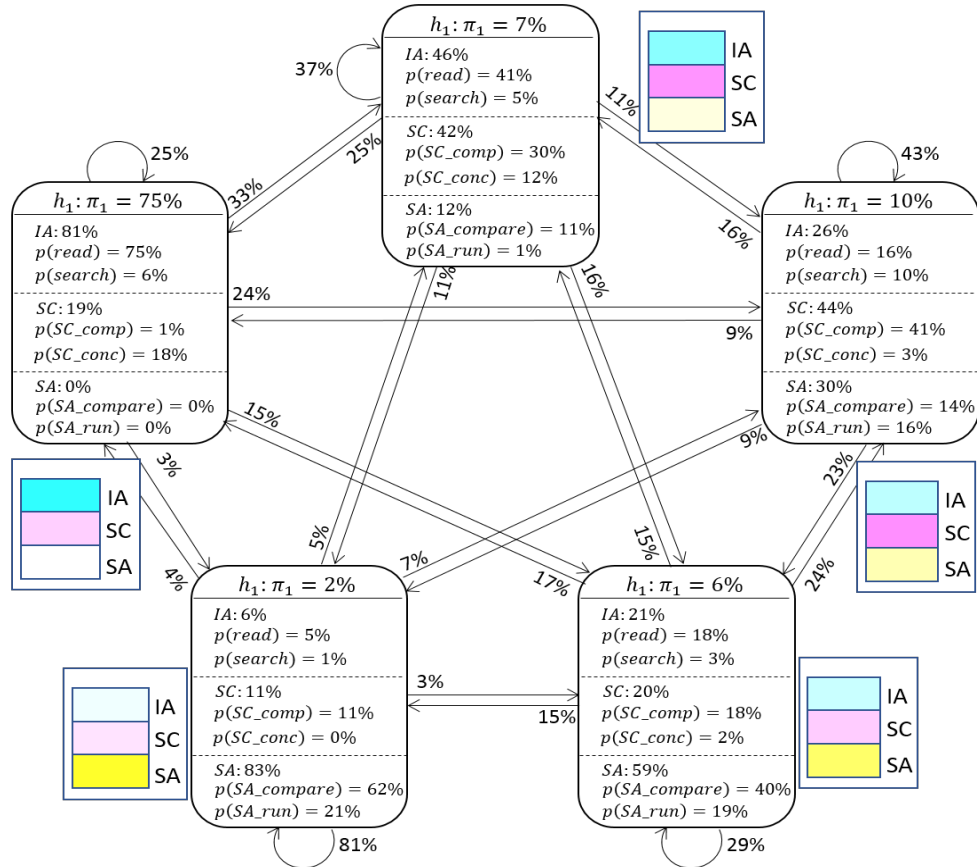 h₁: π₁ = 7%
IA: 46%
p(read) = 41%
p(search) = 5%
SC: 42%
p(SC_comp) = 30%
p(SC_conc) = 12%
SA: 12%
p(SA_compare) = 11%
p(SA_run) = 1%
37%
IA
SC
SA
25%
33%
25%
11%
16%
43%
h₁: π₁ = 75%
IA: 81%
p(read) = 75%
p(search) = 6%
SC: 19%
p(SC_comp) = 1%
p(SC_conc) = 18%
SA: 0%
p(SA_compare) = 0%
p(SA_run) = 0%
h₁: π₁ = 10%
IA: 26%
p(read) = 16%
p(search) = 10%
SC: 44%
p(SC_comp) = 41%
p(SC_conc) = 3%
SA: 30%
p(SA_compare) = 14%
p(SA_run) = 16%
11%
16%
24%
9%
15%
9%
3%
23%
IA
SC
SA
IA
SC
SA
4%
5%
7%
17%
15%
24%
h₁: π₁ = 2%
IA: 6%
p(read) = 5%
p(search) = 1%
SC: 11%
p(SC_comp) = 11%
p(SC_conc) = 0%
SA: 83%
p(SA_compare) = 62%
p(SA_run) = 21%
81%
3%
15%
h₁: π₁ = 6%
IA: 21%
p(read) = 18%
p(search) = 3%
SC: 20%
p(SC_comp) = 18%
p(SC_conc) = 2%
SA: 59%
p(SA_compare) = 40%
p(SA_run) = 19%
29%
IA
SC
SA
IA
SC
SA